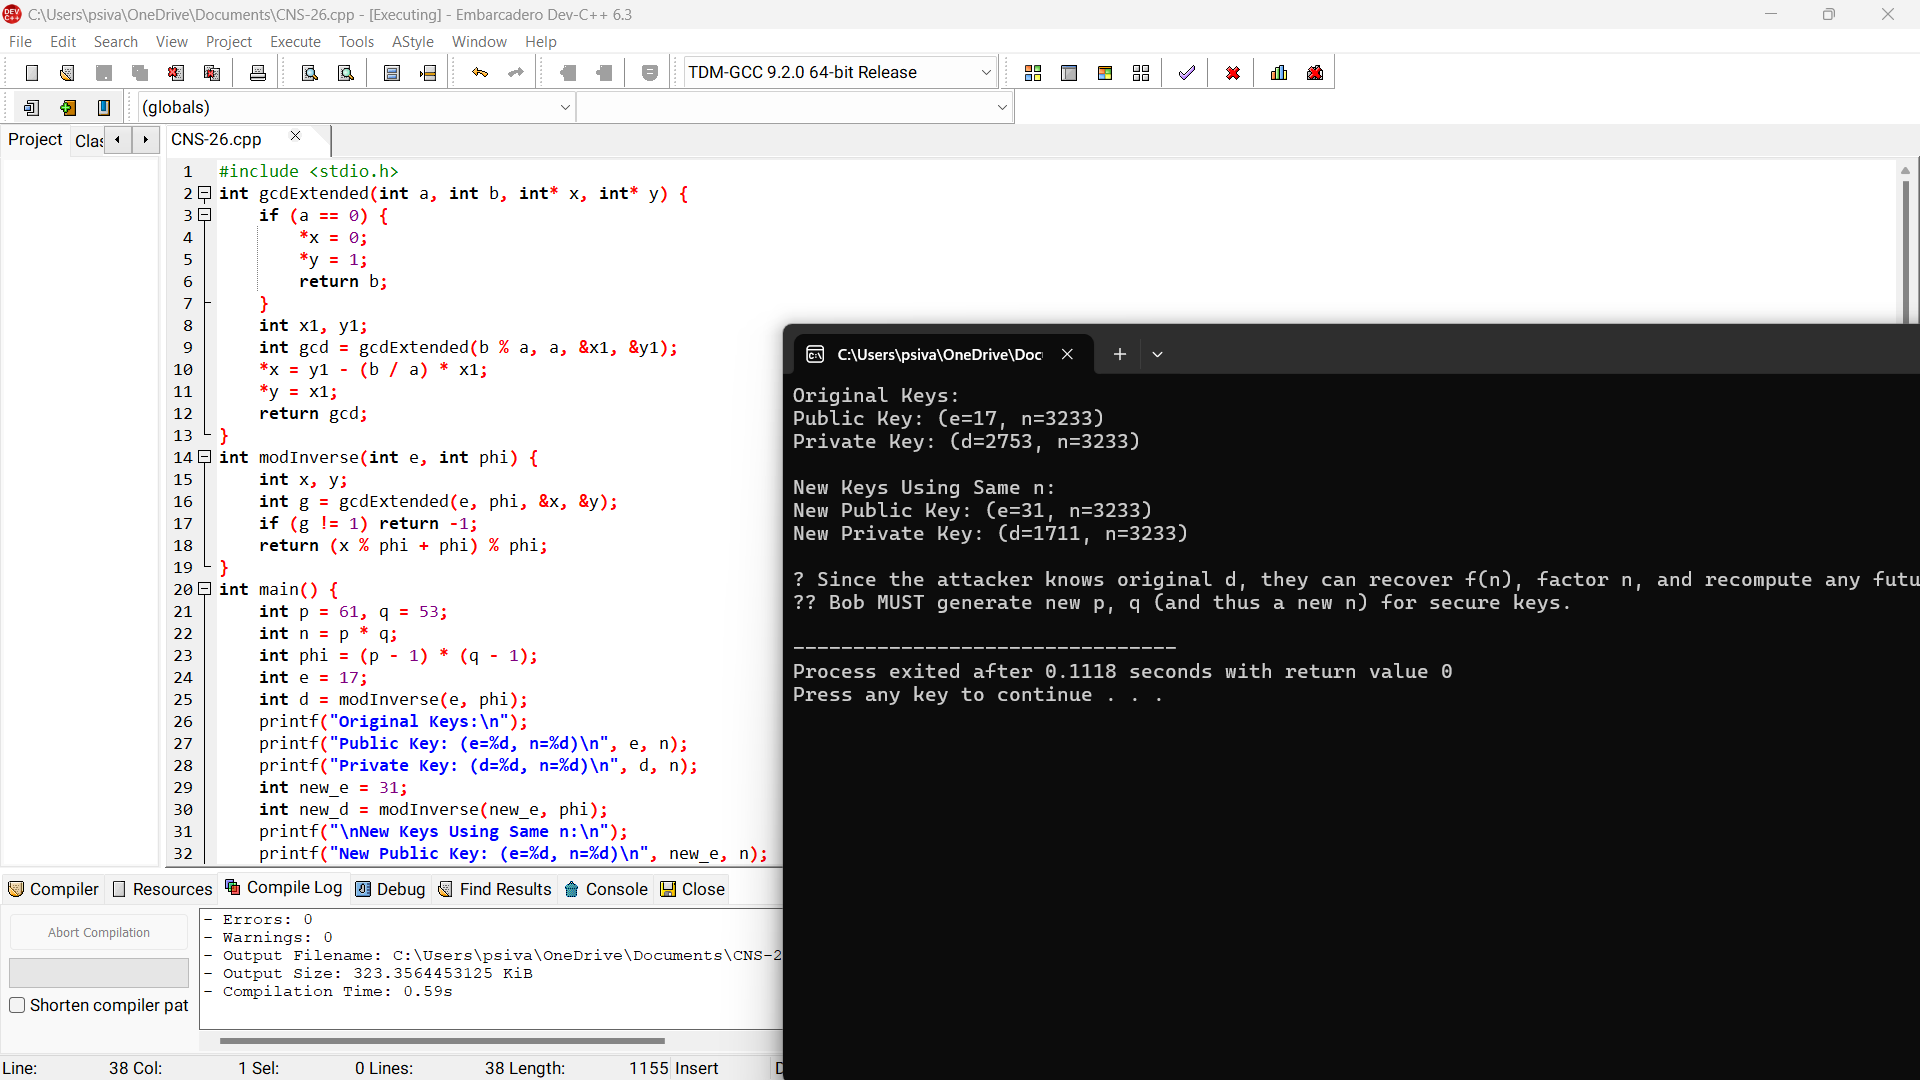 C:\Users\psiva\OneDrive\Documents\CNS-26.cpp - [Executing] - Embarcadero Dev-C++ 6.3
File Edit Search View Project Execute Tools AStyle Window Help
TDM-GCC 9.2.0 64-bit Release
(globals)
Project Clas
CNS-26.cpp
1 #include <stdio.h>
2 int gcdExtended(int a, int b, int* x, int* y) {
3 if (a == 0) {
4 *x = 0;
5 *y = 1;
6 return b;
7 }
8 int x1, y1;
9 int gcd = gcdExtended(b % a, a, &x1, &y1);
10 *x = y1 - (b / a) * x1;
11 *y = x1;
12 return gcd;
13 }
14 int modInverse(int e, int phi) {
15 int x, y;
16 int g = gcdExtended(e, phi, &x, &y);
17 if (g != 1) return -1;
18 return (x % phi + phi) % phi;
19 }
20 int main() {
21 int p = 61, q = 53;
22 int n = p * q;
23 int phi = (p - 1) * (q - 1);
24 int e = 17;
25 int d = modInverse(e, phi);
26 printf("Original Keys:\n");
27 printf("Public Key: (e=%d, n=%d)\n", e, n);
28 printf("Private Key: (d=%d, n=%d)\n", d, n);
29 int new_e = 31;
30 int new_d = modInverse(new_e, phi);
31 printf("\nNew Keys Using Same n:\n");
32 printf("New Public Key: (e=%d, n=%d)\n", new_e, n);
C:\Users\psiva\OneDrive\Doc
Original Keys:
Public Key: (e=17, n=3233)
Private Key: (d=2753, n=3233)
New Keys Using Same n:
New Public Key: (e=31, n=3233)
New Private Key: (d=1711, n=3233)
? Since the attacker knows original d, they can recover f(n), factor n, and recompute any futu
?? Bob MUST generate new p, q (and thus a new n) for secure keys.
--------------------------------
Process exited after 0.1118 seconds with return value 0
Press any key to continue . . .
Compiler Resources Compile Log Debug Find Results Console Close
Abort Compilation
Shorten compiler pat
- Errors: 0
- Warnings: 0
- Output Filename: C:\Users\psiva\OneDrive\Documents\CNS-2
- Output Size: 323.3564453125 KiB
- Compilation Time: 0.59s
Line: 38 Col: 1 Sel: 0 Lines: 38 Length: 1155 Insert